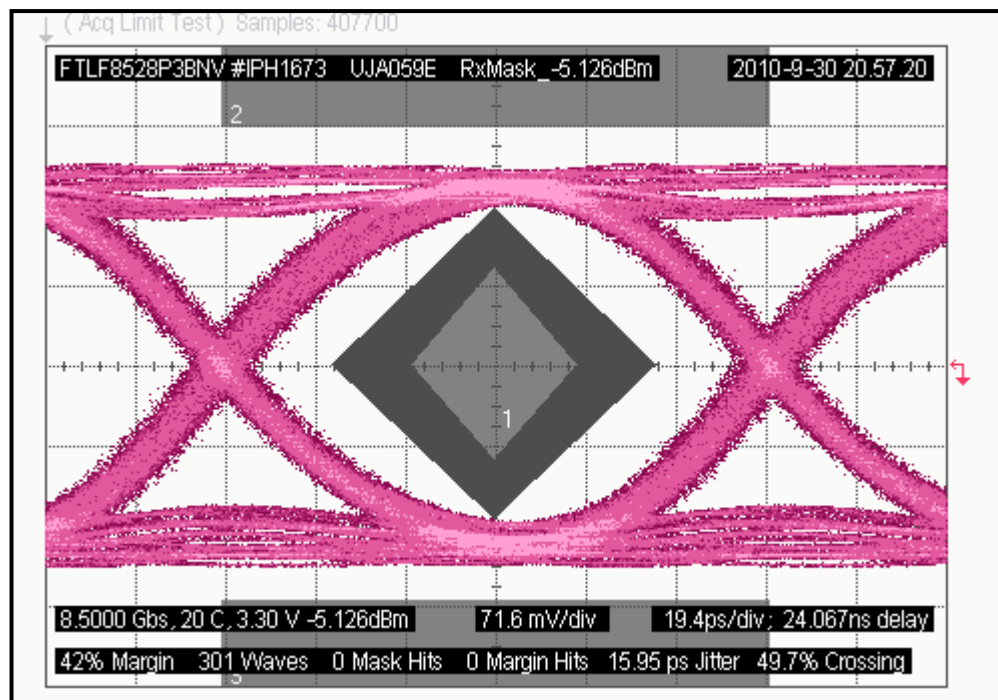 ( Acq Limit Test ) Samples: 407700
FTLF8528P3BNV #IPH1673 UJA059E RxMask_-5.126dBm 2010-9-30 20.57.20
2
1
8.5000 Gbs, 20 C, 3.30 V -5.126dBm 71.6 mV/div 19.4ps/div; 24.067ns delay
42% Margin 301 Waves 0 Mask Hits 0 Margin Hits 15.95 ps Jitter 49.7% Crossing